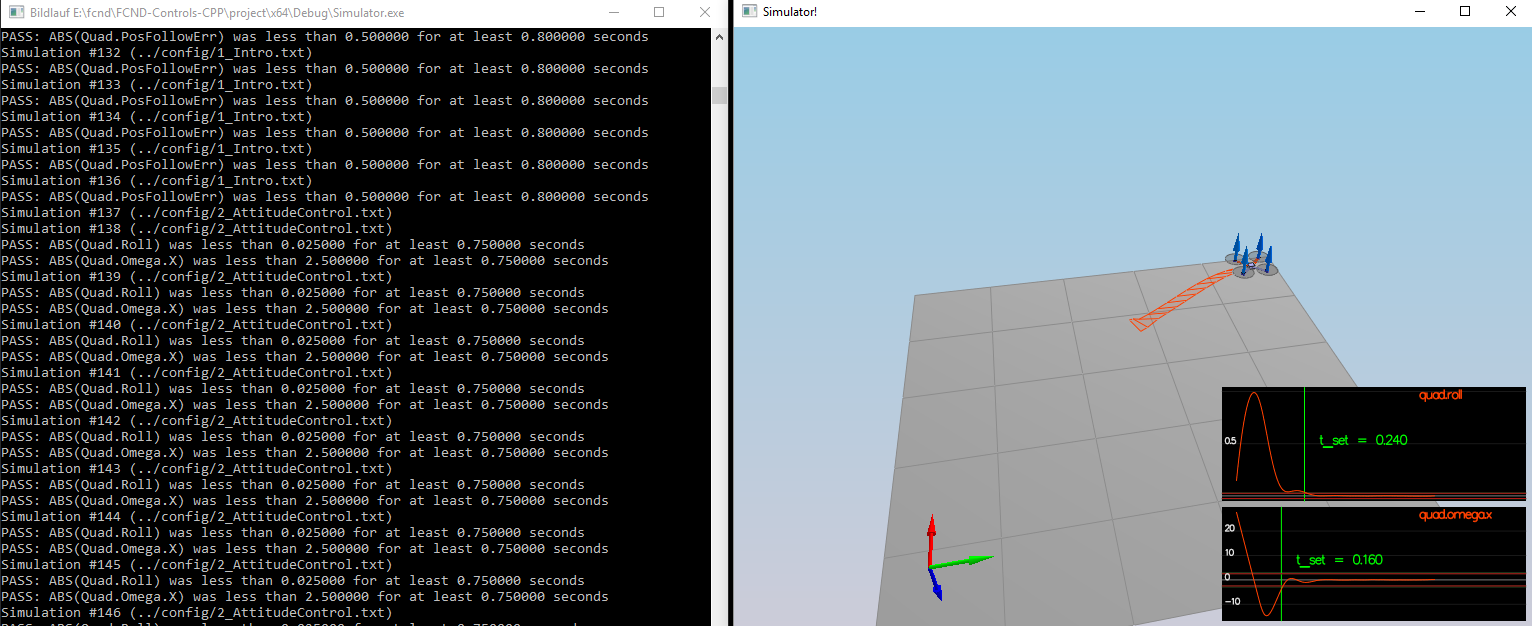 Bildlauf E:\fcnd\FCND-Controls-CPP\project\x64\Debug\Simulator.exe
PASS: ABS(Quad.PosFollowErr) was less than 0.500000 for at least 0.800000 seconds
Simulation #132 (../config/1_Intro.txt)
PASS: ABS(Quad.PosFollowErr) was less than 0.500000 for at least 0.800000 seconds
Simulation #133 (../config/1_Intro.txt)
PASS: ABS(Quad.PosFollowErr) was less than 0.500000 for at least 0.800000 seconds
Simulation #134 (../config/1_Intro.txt)
PASS: ABS(Quad.PosFollowErr) was less than 0.500000 for at least 0.800000 seconds
Simulation #135 (../config/1_Intro.txt)
PASS: ABS(Quad.PosFollowErr) was less than 0.500000 for at least 0.800000 seconds
Simulation #136 (../config/1_Intro.txt)
PASS: ABS(Quad.PosFollowErr) was less than 0.500000 for at least 0.800000 seconds
Simulation #137 (../config/2_AttitudeControl.txt)
Simulation #138 (../config/2_AttitudeControl.txt)
PASS: ABS(Quad.Roll) was less than 0.025000 for at least 0.750000 seconds
PASS: ABS(Quad.Omega.X) was less than 2.500000 for at least 0.750000 seconds
Simulation #139 (../config/2_AttitudeControl.txt)
PASS: ABS(Quad.Roll) was less than 0.025000 for at least 0.750000 seconds
PASS: ABS(Quad.Omega.X) was less than 2.500000 for at least 0.750000 seconds
Simulation #140 (../config/2_AttitudeControl.txt)
PASS: ABS(Quad.Roll) was less than 0.025000 for at least 0.750000 seconds
PASS: ABS(Quad.Omega.X) was less than 2.500000 for at least 0.750000 seconds
Simulation #141 (../config/2_AttitudeControl.txt)
PASS: ABS(Quad.Roll) was less than 0.025000 for at least 0.750000 seconds
PASS: ABS(Quad.Omega.X) was less than 2.500000 for at least 0.750000 seconds
Simulation #142 (../config/2_AttitudeControl.txt)
PASS: ABS(Quad.Roll) was less than 0.025000 for at least 0.750000 seconds
PASS: ABS(Quad.Omega.X) was less than 2.500000 for at least 0.750000 seconds
Simulation #143 (../config/2_AttitudeControl.txt)
PASS: ABS(Quad.Roll) was less than 0.025000 for at least 0.750000 seconds
PASS: ABS(Quad.Omega.X) was less than 2.500000 for at least 0.750000 seconds
Simulation #144 (../config/2_AttitudeControl.txt)
PASS: ABS(Quad.Roll) was less than 0.025000 for at least 0.750000 seconds
PASS: ABS(Quad.Omega.X) was less than 2.500000 for at least 0.750000 seconds
Simulation #145 (../config/2_AttitudeControl.txt)
PASS: ABS(Quad.Roll) was less than 0.025000 for at least 0.750000 seconds
PASS: ABS(Quad.Omega.X) was less than 2.500000 for at least 0.750000 seconds
Simulation #146 (../config/2_AttitudeControl.txt)
Simulator!
quad.roll
0.5
t_set = 0.240
quad.omega.x
20
10
t_set = 0.160
0
-10